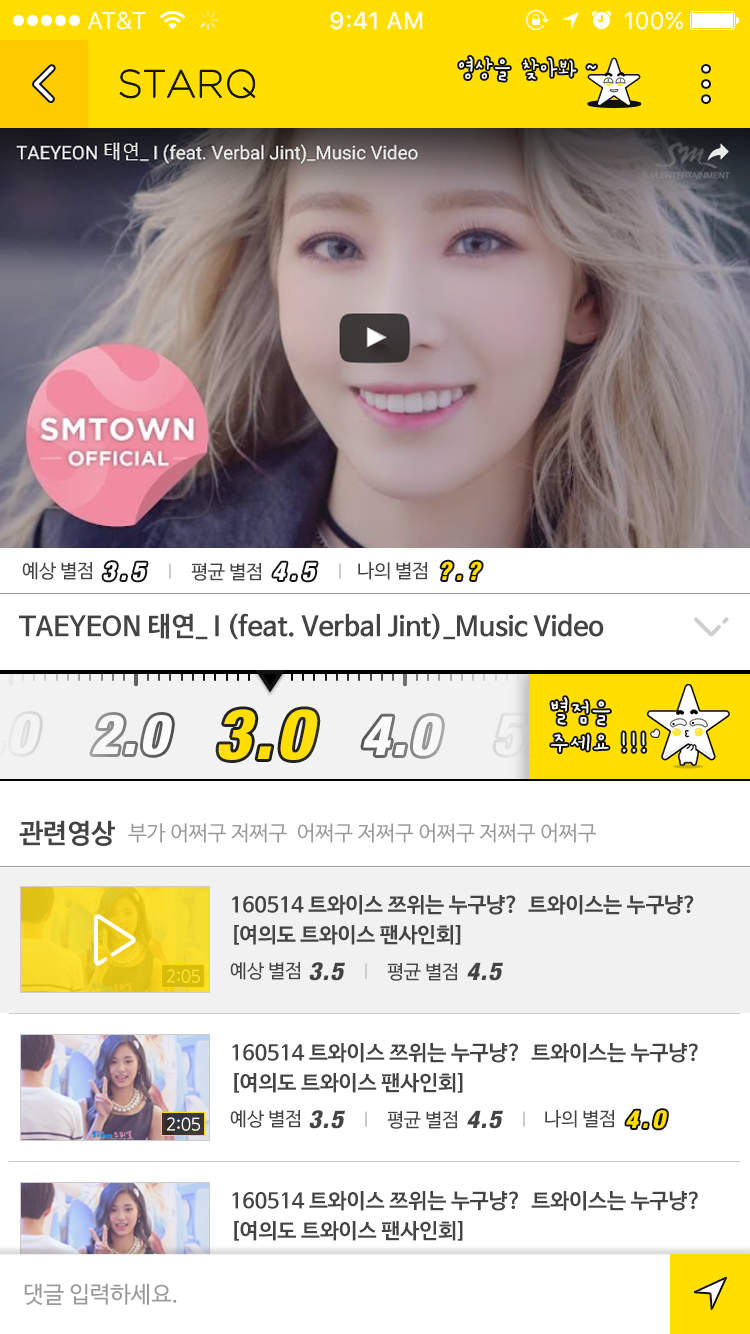 AT&T 9:41 AM 100%
STARQ 영상을 찾아봐 ~
TAEYEON 태연_ I (feat. Verbal Jint)_Music Video
SM
S.M.ENTERTAINMENT
SMTOWN
OFFICIAL
예상 별점 3.5 | 평균 별점 4.5 | 나의 별점 ?.?
TAEYEON 태연_ I (feat. Verbal Jint)_Music Video
.0 2.0 3.0 4.0 5
별점을
주세요 !!!
관련영상 부가 어쩌구 저쩌구 어쩌구 저쩌구 어쩌구 저쩌구 어쩌구
160514 트와이스 쯔위는 누구냥? 트와이스는 누구냥?
[여의도 트와이스 팬사인회]
2:05
예상 별점 3.5 | 평균 별점 4.5
160514 트와이스 쯔위는 누구냥? 트와이스는 누구냥?
[여의도 트와이스 팬사인회]
2:05
예상 별점 3.5 | 평균 별점 4.5 | 나의 별점 4.0
160514 트와이스 쯔위는 누구냥? 트와이스는 누구냥?
[여의도 트와이스 팬사인회]
댓글 입력하세요.